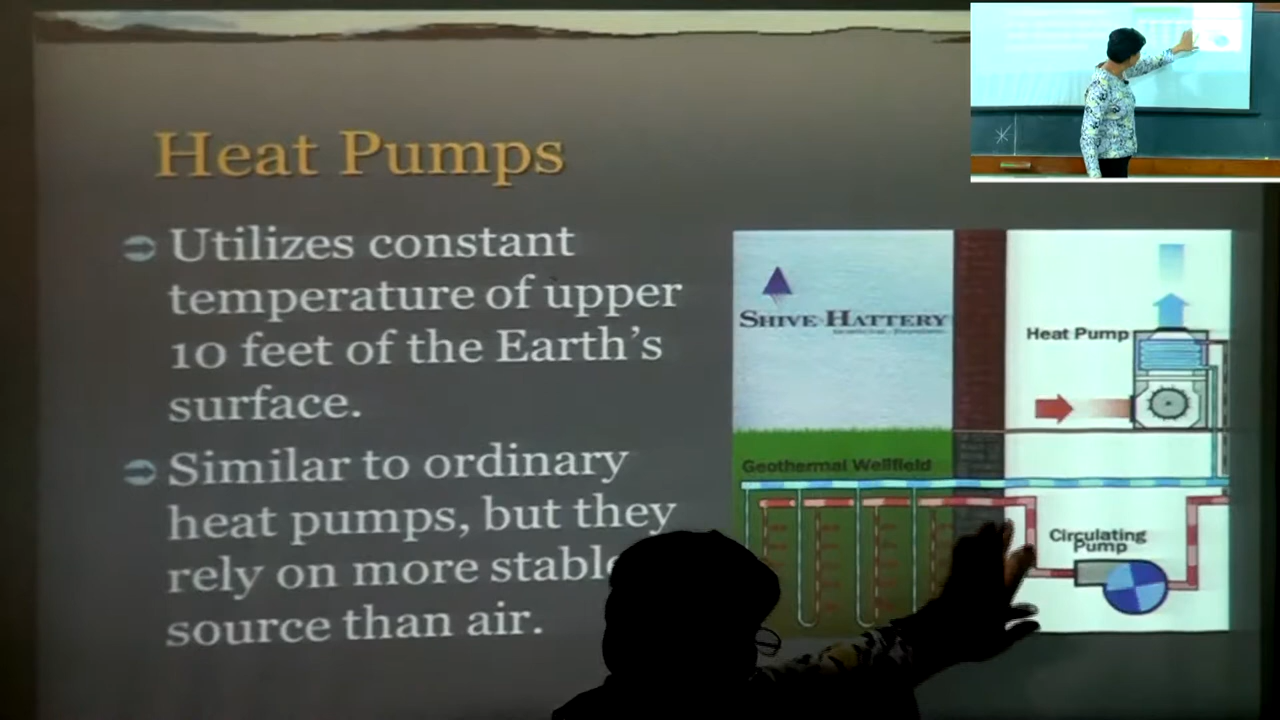 Heat Pumps
Utilizes constant
temperature of upper
10 feet of the Earth's
surface.
Similar to ordinary
heat pumps, but they
rely on more stable
source than air.
SHIVE HATTERY
Heat Pump
Geothermal Wellfield
Circulating
Pump